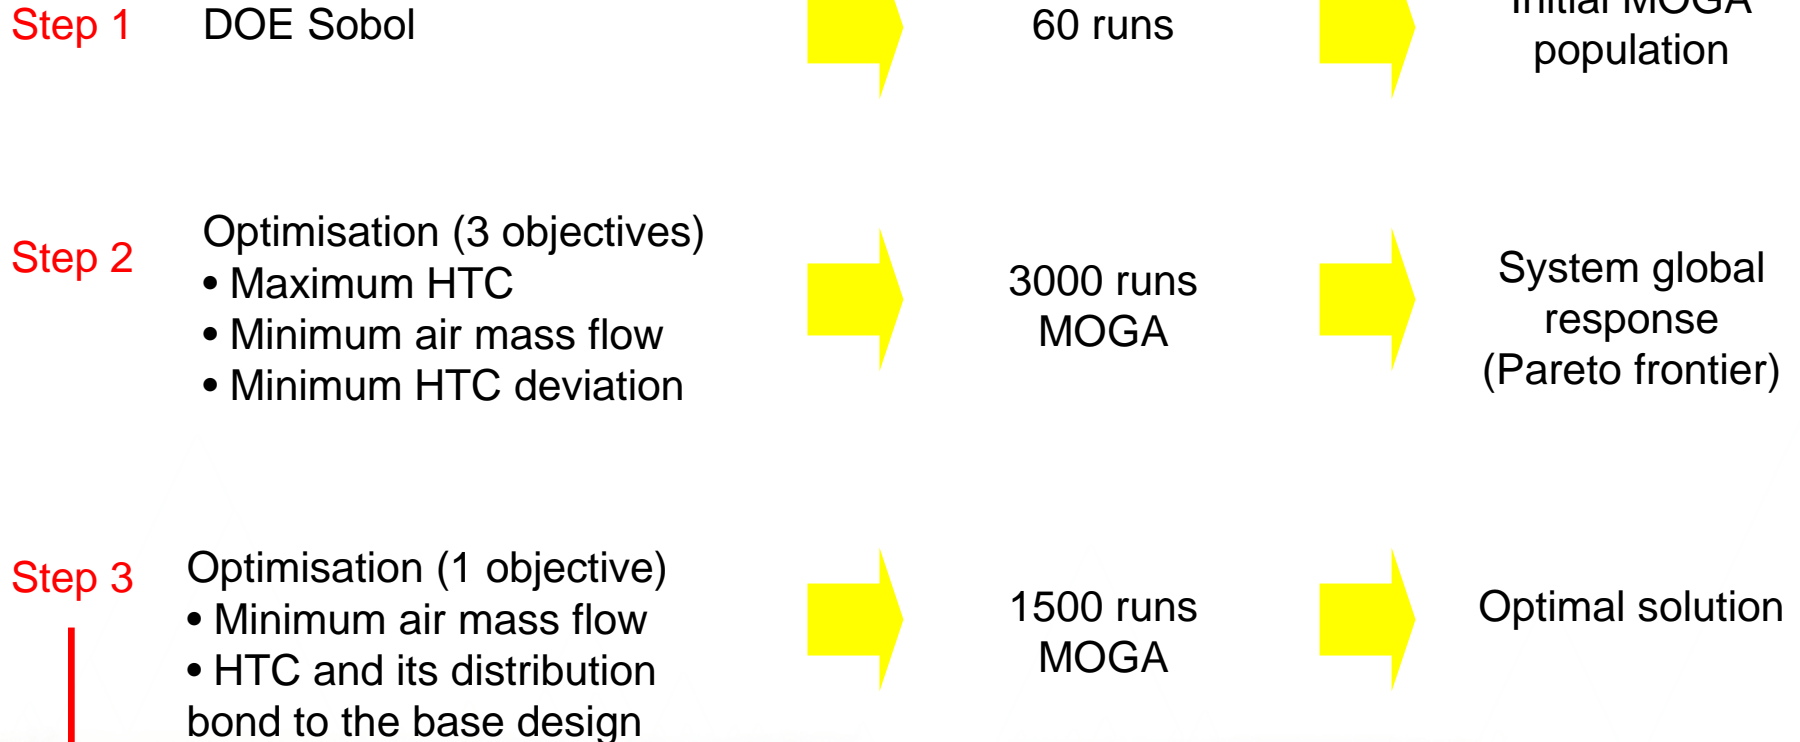 Step 1
DOE Sobol
60 runs
Initial MOGA
population
Step 2
Optimisation (3 objectives)
• Maximum HTC
• Minimum air mass flow
• Minimum HTC deviation
3000 runs
MOGA
System global
response
(Pareto frontier)
Step 3
Optimisation (1 objective)
• Minimum air mass flow
• HTC and its distribution
bond to the base design
1500 runs
MOGA
Optimal solution